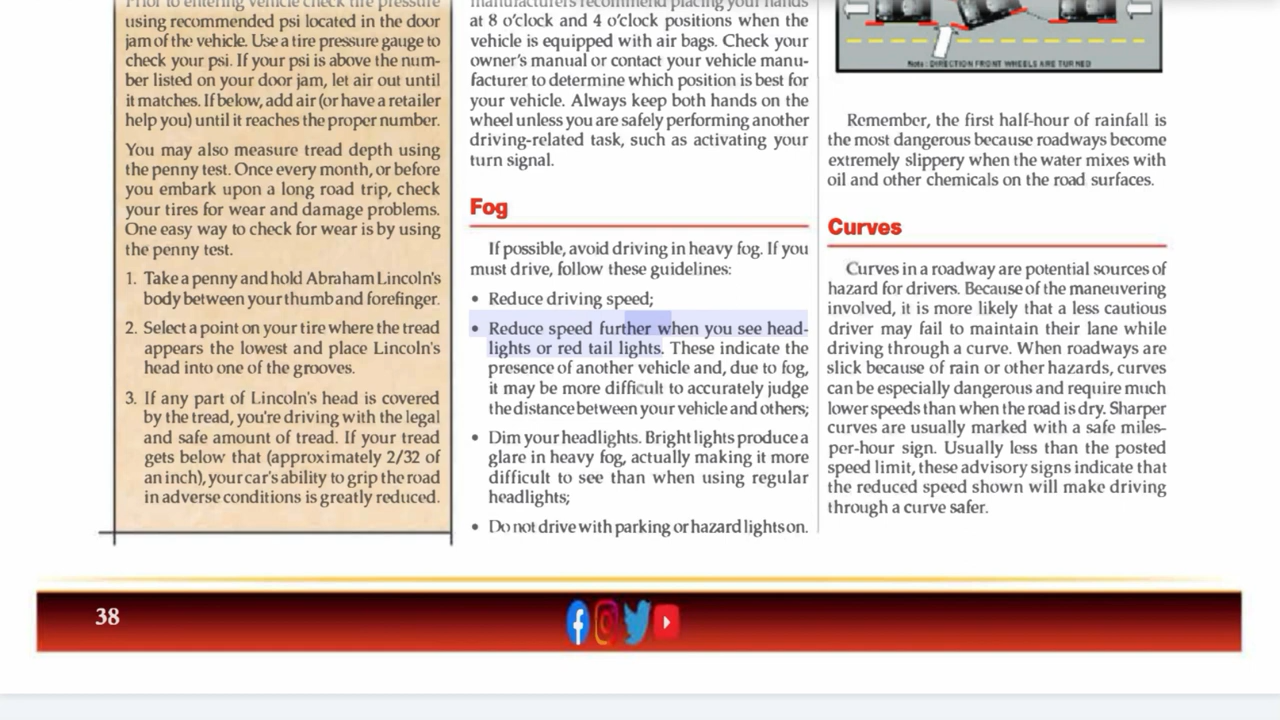 Prior to entering vehicle check tire pressure
using recommended psi located in the door
jam of the vehicle. Use a tire pressure gauge to
check your psi. If your psi is above the num-
ber listed on your door jam, let air out until
it matches. If below, add air (or have a retailer
help you) until it reaches the proper number.
You may also measure tread depth using
the penny test. Once every month, or before
you embark upon a long road trip, check
your tires for wear and damage problems.
One easy way to check for wear is by using
the penny test.
1. Take a penny and hold Abraham Lincoln's
body between your thumb and forefinger.
2. Select a point on your tire where the tread
appears the lowest and place Lincoln's
head into one of the grooves.
3. If any part of Lincoln's head is covered
by the tread, you're driving with the legal
and safe amount of tread. If your tread
gets below that (approximately 2/32 of
an inch), your car's ability to grip the road
in adverse conditions is greatly reduced.
manufacturers recommend placing your hands
at 8 o'clock and 4 o'clock positions when the
vehicle is equipped with air bags. Check your
owner's manual or contact your vehicle manu-
facturer to determine which position is best for
your vehicle. Always keep both hands on the
wheel unless you are safely performing another
driving-related task, such as activating your
turn signal.
Fog
If possible, avoid driving in heavy fog. If you
must drive, follow these guidelines:
• Reduce driving speed;
• Reduce speed further when you see head-
lights or red tail lights. These indicate the
presence of another vehicle and, due to fog,
it may be more difficult to accurately judge
the distance between your vehicle and others;
• Dim your headlights. Bright lights produce a
glare in heavy fog, actually making it more
difficult to see than when using regular
headlights;
• Do not drive with parking or hazard lights on.
Note: DIRECTION FRONT WHEELS ARE TURNED
Remember, the first half-hour of rainfall is
the most dangerous because roadways become
extremely slippery when the water mixes with
oil and other chemicals on the road surfaces.
Curves
Curves in a roadway are potential sources of
hazard for drivers. Because of the maneuvering
involved, it is more likely that a less cautious
driver may fail to maintain their lane while
driving through a curve. When roadways are
slick because of rain or other hazards, curves
can be especially dangerous and require much
lower speeds than when the road is dry. Sharper
curves are usually marked with a safe miles-
per-hour sign. Usually less than the posted
speed limit, these advisory signs indicate that
the reduced speed shown will make driving
through a curve safer.
38